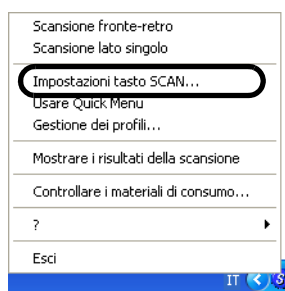 Scansione fronte-retro
Scansione lato singolo
Impostazioni tasto SCAN...
Usare Quick Menu
Gestione dei profili...
Mostrare i risultati della scansione
Controllare i materiali di consumo...
?
Esci
IT
S